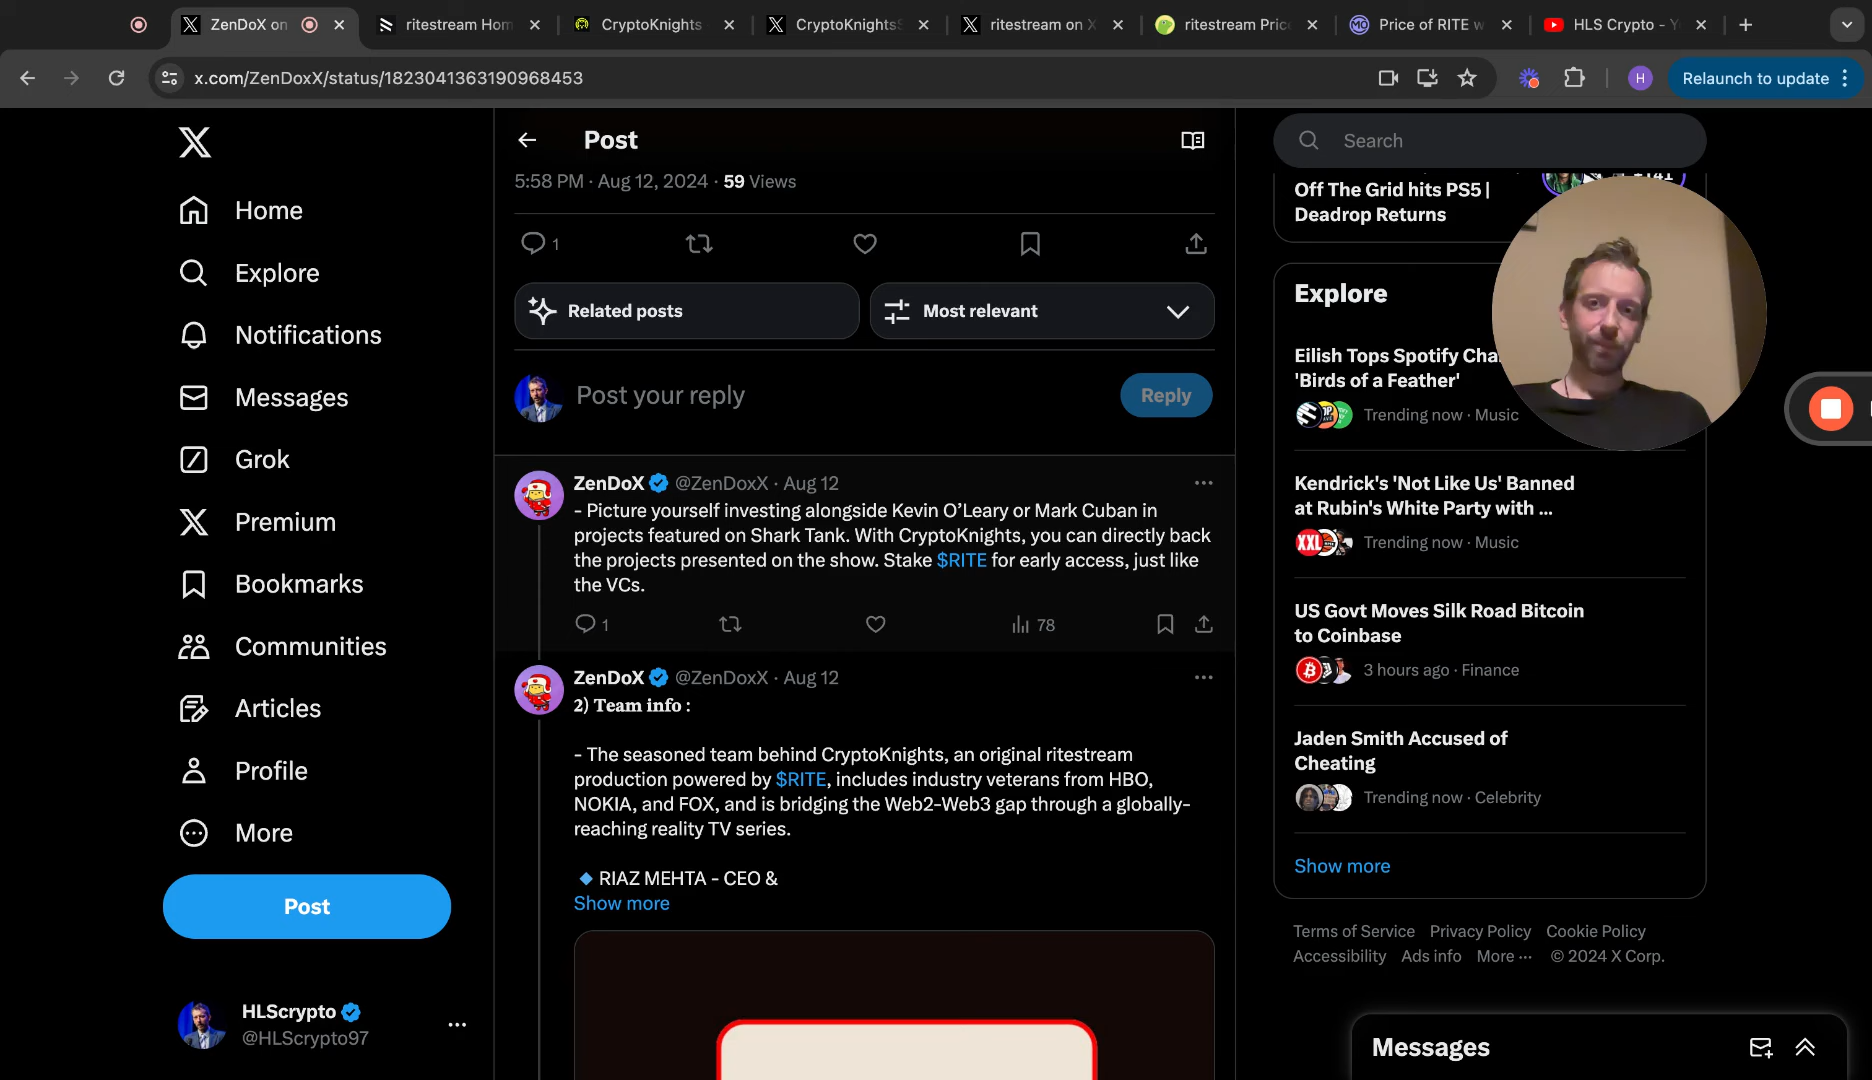 ZenDoX on
ritestream Hom
CryptoKnights
CryptoKnightsS
ritestream on X
ritestream Pric
Price of RITE w
HLS Crypto - Y
x.com/ZenDoxX/status/1823041363190968453
H
Relaunch to update
Home
Explore
Notifications
Messages
Grok
Premium
Bookmarks
Communities
Articles
Profile
More
Post
HLScrypto
@HLScrypto97
Post
5:58 PM · Aug 12, 2024 · 59 Views
1
Related posts
Most relevant
Post your reply
Reply
ZenDoX @ZenDoxX · Aug 12
- Picture yourself investing alongside Kevin O’Leary or Mark Cuban in
projects featured on Shark Tank. With CryptoKnights, you can directly back
the projects presented on the show. Stake $RITE for early access, just like
the VCs.
1
78
ZenDoX @ZenDoxX · Aug 12
2) Team info :
- The seasoned team behind CryptoKnights, an original ritestream
production powered by $RITE, includes industry veterans from HBO,
NOKIA, and FOX, and is bridging the Web2-Web3 gap through a globally-
reaching reality TV series.
RIAZ MEHTA - CEO &
Show more
Search
Off The Grid hits PS5 |
Deadrop Returns
Explore
Eilish Tops Spotify Cha
'Birds of a Feather'
Trending now · Music
Kendrick's 'Not Like Us' Banned
at Rubin's White Party with ...
XXL
Trending now · Music
US Govt Moves Silk Road Bitcoin
to Coinbase
3 hours ago · Finance
Jaden Smith Accused of
Cheating
Trending now · Celebrity
Show more
Terms of Service Privacy Policy Cookie Policy
Accessibility Ads info More ··· © 2024 X Corp.
Messages